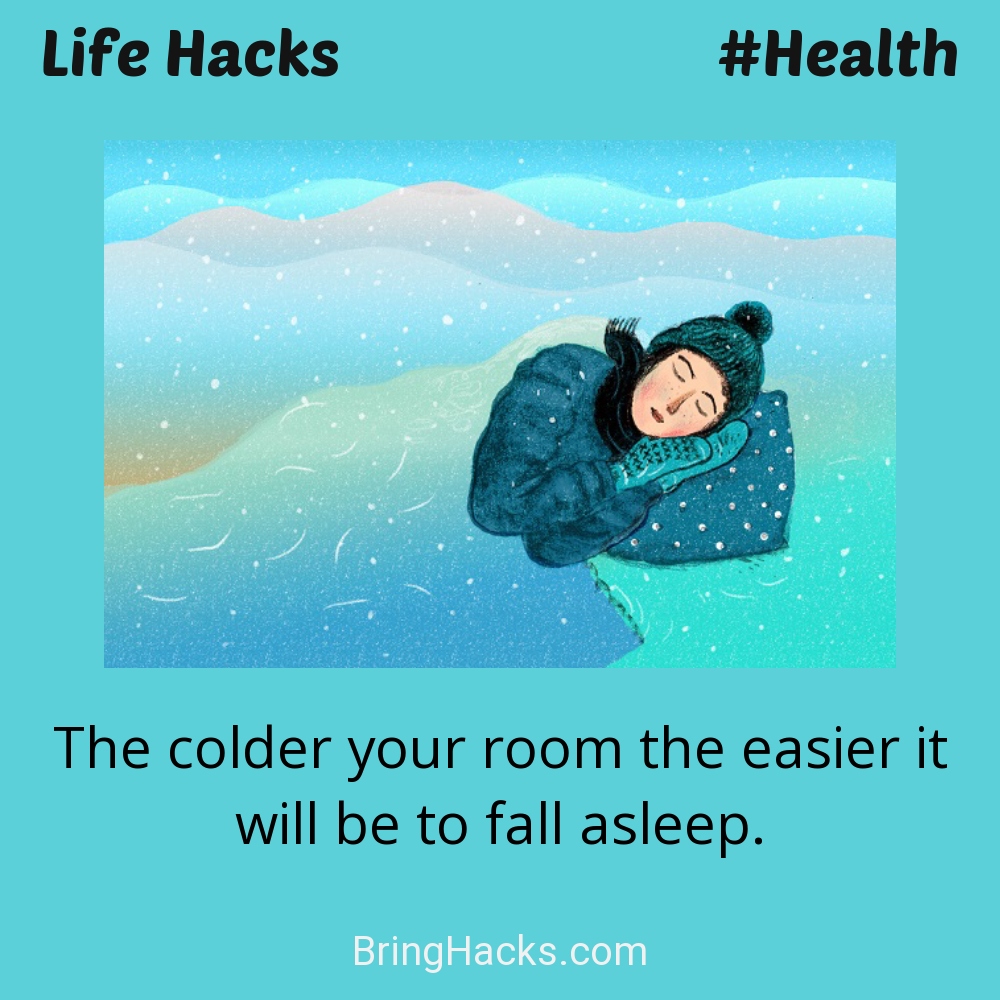 Life Hacks #Health
The colder your room the easier it
will be to fall asleep.
BringHacks.com